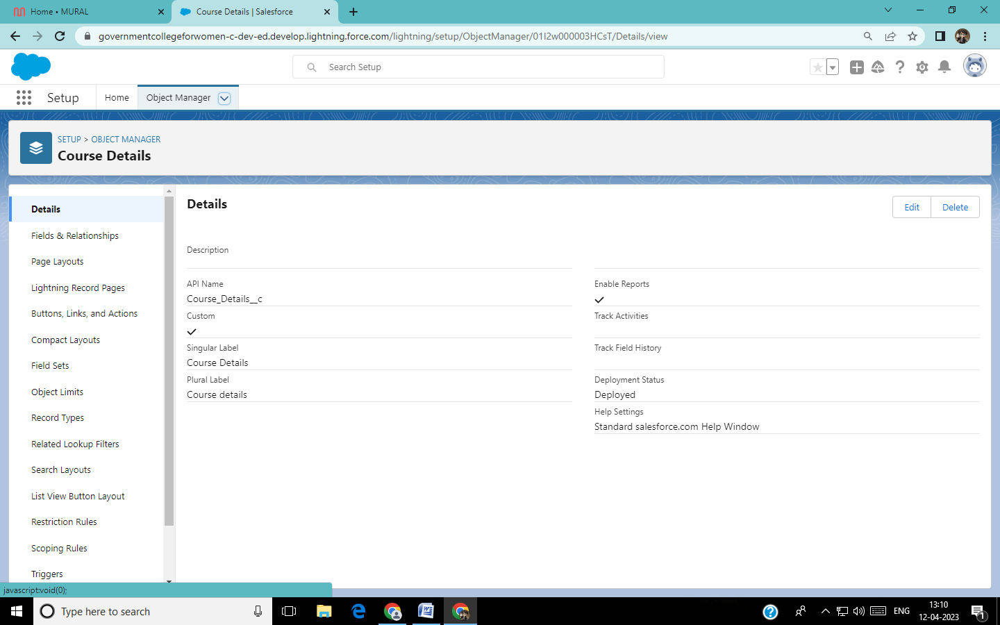 Home • MURAL
Course Details | Salesforce
governmentcollegeforwomen-c-dev-ed.develop.lightning.force.com/lightning/setup/ObjectManager/01I2w000003HCsT/Details/view
Search Setup
Setup
Home
Object Manager
SETUP > OBJECT MANAGER
Course Details
Details
Fields & Relationships
Page Layouts
Lightning Record Pages
Buttons, Links, and Actions
Compact Layouts
Field Sets
Object Limits
Record Types
Related Lookup Filters
Search Layouts
List View Button Layout
Restriction Rules
Scoping Rules
Triggers
Details
Edit
Delete
Description
API Name
Course_Details__c
Custom
Singular Label
Course Details
Plural Label
Course details
Enable Reports
Track Activities
Track Field History
Deployment Status
Deployed
Help Settings
Standard salesforce.com Help Window
javascript:void(0);
Type here to search
ENG
13:10
12-04-2023
1